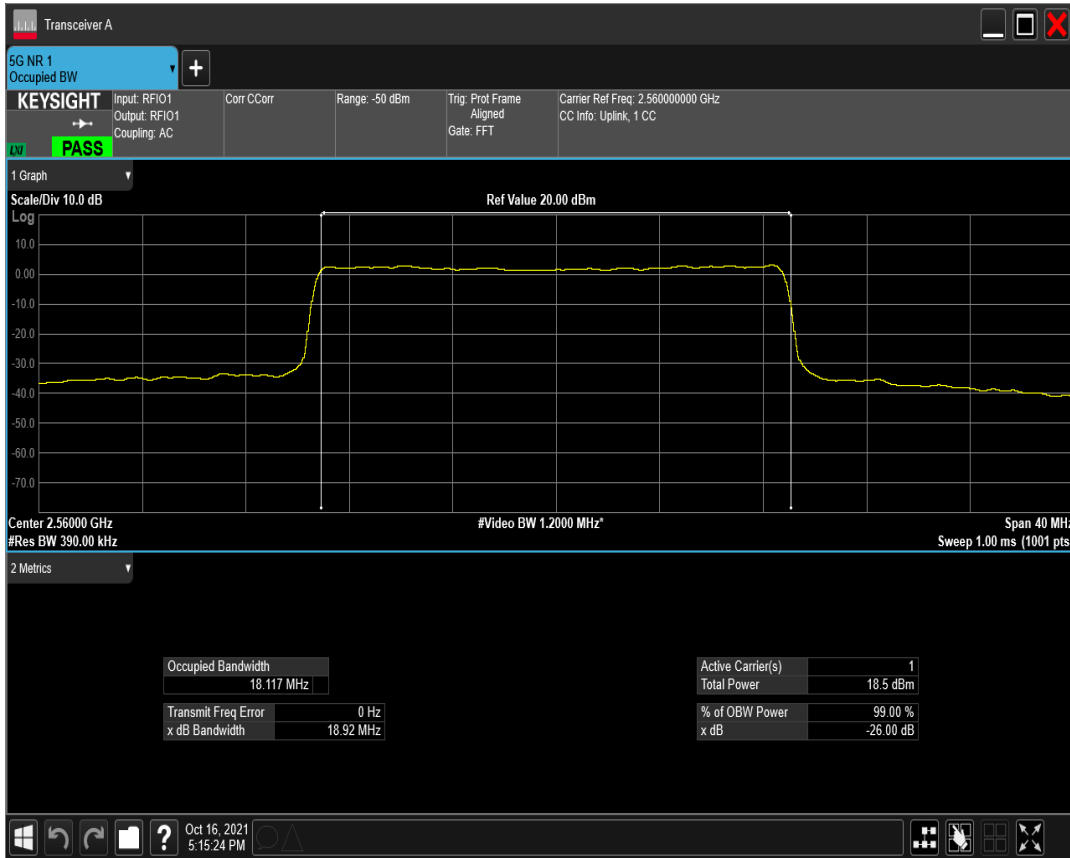 Transceiver A
5G NR 1
Occupied BW
+
KEYSIGHT
LXI
PASS
Input: RFIO1
Output: RFIO1
Coupling: AC
Corr CCorr
Range: -50 dBm
Trig: Prot Frame
Aligned
Gate: FFT
Carrier Ref Freq: 2.560000000 GHz
CC Info: Uplink, 1 CC
1 Graph
Scale/Div 10.0 dB
Ref Value 20.00 dBm
Log
10.0
0.00
-10.0
-20.0
-30.0
-40.0
-50.0
-60.0
-70.0
Center 2.56000 GHz
#Video BW 1.2000 MHz*
Span 40 MHz
#Res BW 390.00 kHz
Sweep 1.00 ms (1001 pts
2 Metrics
Occupied Bandwidth
18.117 MHz
Transmit Freq Error 0 Hz
x dB Bandwidth 18.92 MHz
Active Carrier(s) 1
Total Power 18.5 dBm
% of OBW Power 99.00 %
x dB -26.00 dB
?
Oct 16, 2021
5:15:24 PM